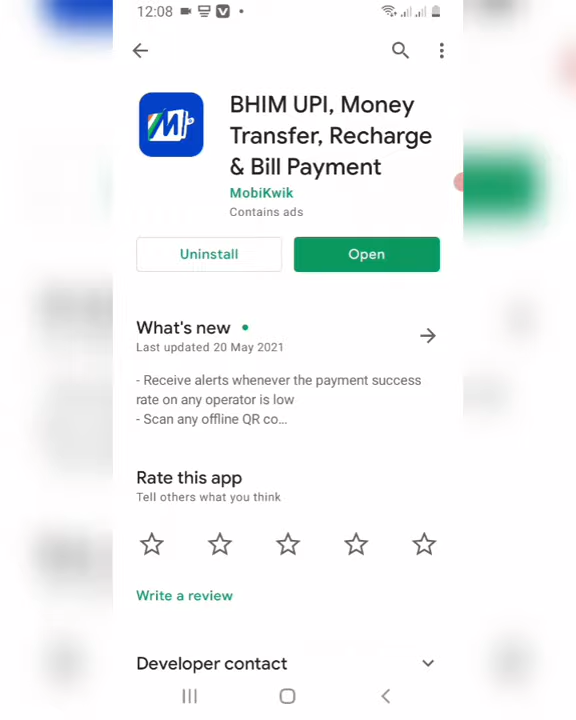 12:08
BHIM UPI, Money
Transfer, Recharge
& Bill Payment
MobiKwik
Contains ads
Uninstall
Open
What's new
Last updated 20 May 2021
- Receive alerts whenever the payment success
rate on any operator is low
- Scan any offline QR co...
Rate this app
Tell others what you think
Write a review
Developer contact